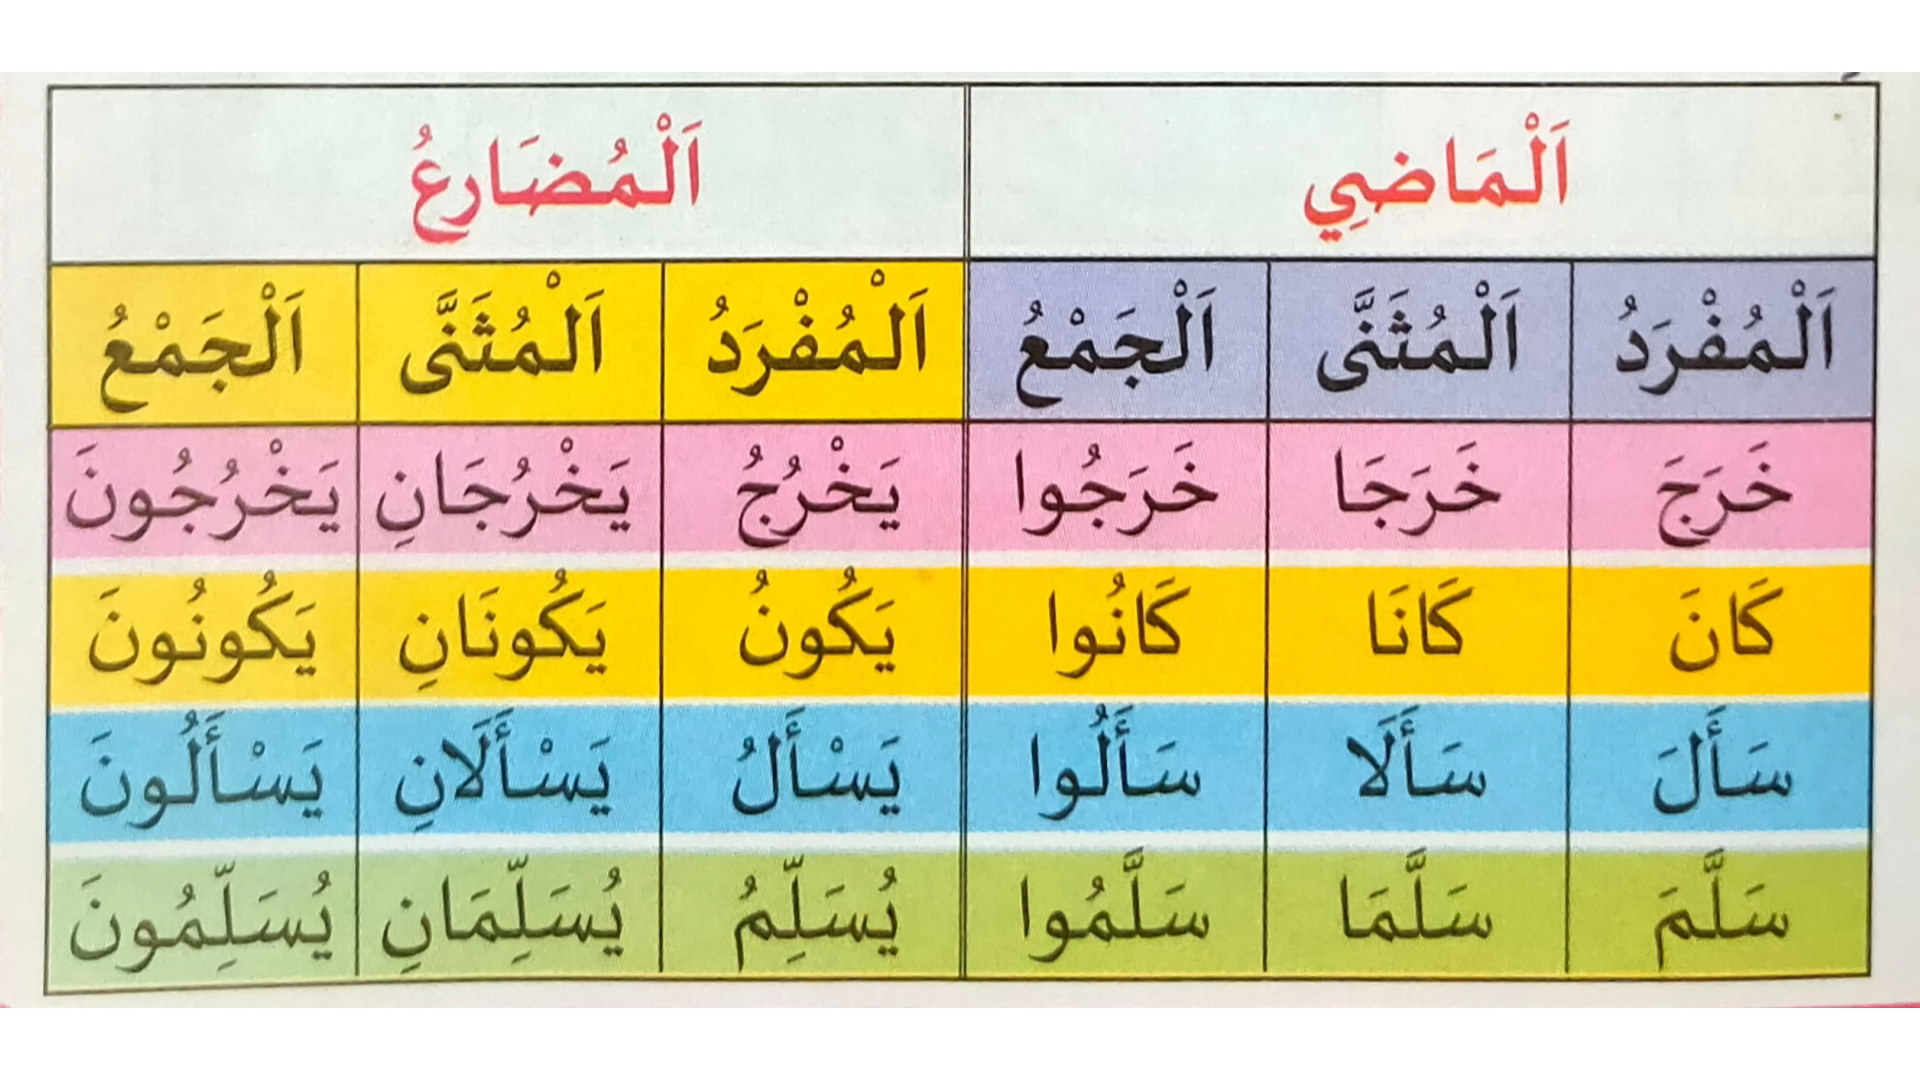 اَلْمَاضِي اَلْمُضَارِعُ
اَلْمُفْرَدُ اَلْمُثَنَّى اَلْجَمْعُ اَلْمُفْرَدُ اَلْمُثَنَّى اَلْجَمْعُ
خَرَجَ خَرَجَا خَرَجُوا يَخْرُجُ يَخْرُجَانِ يَخْرُجُونَ
كَانَ كَانَا كَانُوا يَكُونُ يَكُونَانِ يَكُونُونَ
سَأَلَ سَأَلَا سَأَلُوا يَسْأَلُ يَسْأَلَانِ يَسْأَلُونَ
سَلَّمَ سَلَّمَا سَلَّمُوا يُسَلِّمُ يُسَلِّمَانِ يُسَلِّمُونَ